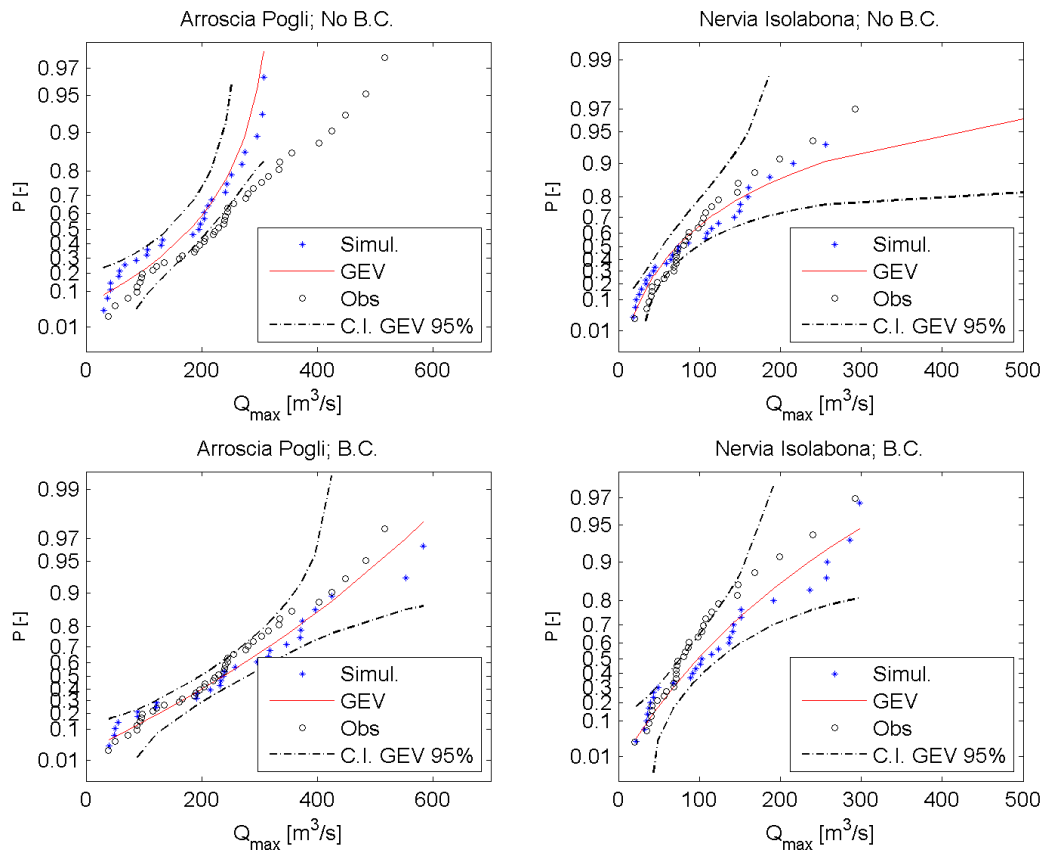 Arroscia Pogli; No B.C.
0.97
0.95
0.9
0.8
0.7
0.6
0.5
0.4
0.3
0.2
0.1
0.01
P [-]
Simul.
GEV
Obs
C.I. GEV 95%
0 200 400 600
Q_max [m^3/s]
Nervia Isolabona; No B.C.
0.99
0.97
0.95
0.9
0.8
0.7
0.6
0.5
0.4
0.3
0.2
0.1
0.01
P [-]
Simul.
GEV
Obs
C.I. GEV 95%
0 100 200 300 400 500
Q_max [m^3/s]
Arroscia Pogli; B.C.
0.99
0.97
0.95
0.9
0.8
0.7
0.6
0.5
0.4
0.3
0.2
0.1
0.01
P [-]
Simul.
GEV
Obs
C.I. GEV 95%
0 200 400 600
Q_max [m^3/s]
Nervia Isolabona; B.C.
0.97
0.95
0.9
0.8
0.7
0.6
0.5
0.4
0.3
0.2
0.1
0.01
P [-]
Simul.
GEV
Obs
C.I. GEV 95%
0 100 200 300 400 500
Q_max [m^3/s]